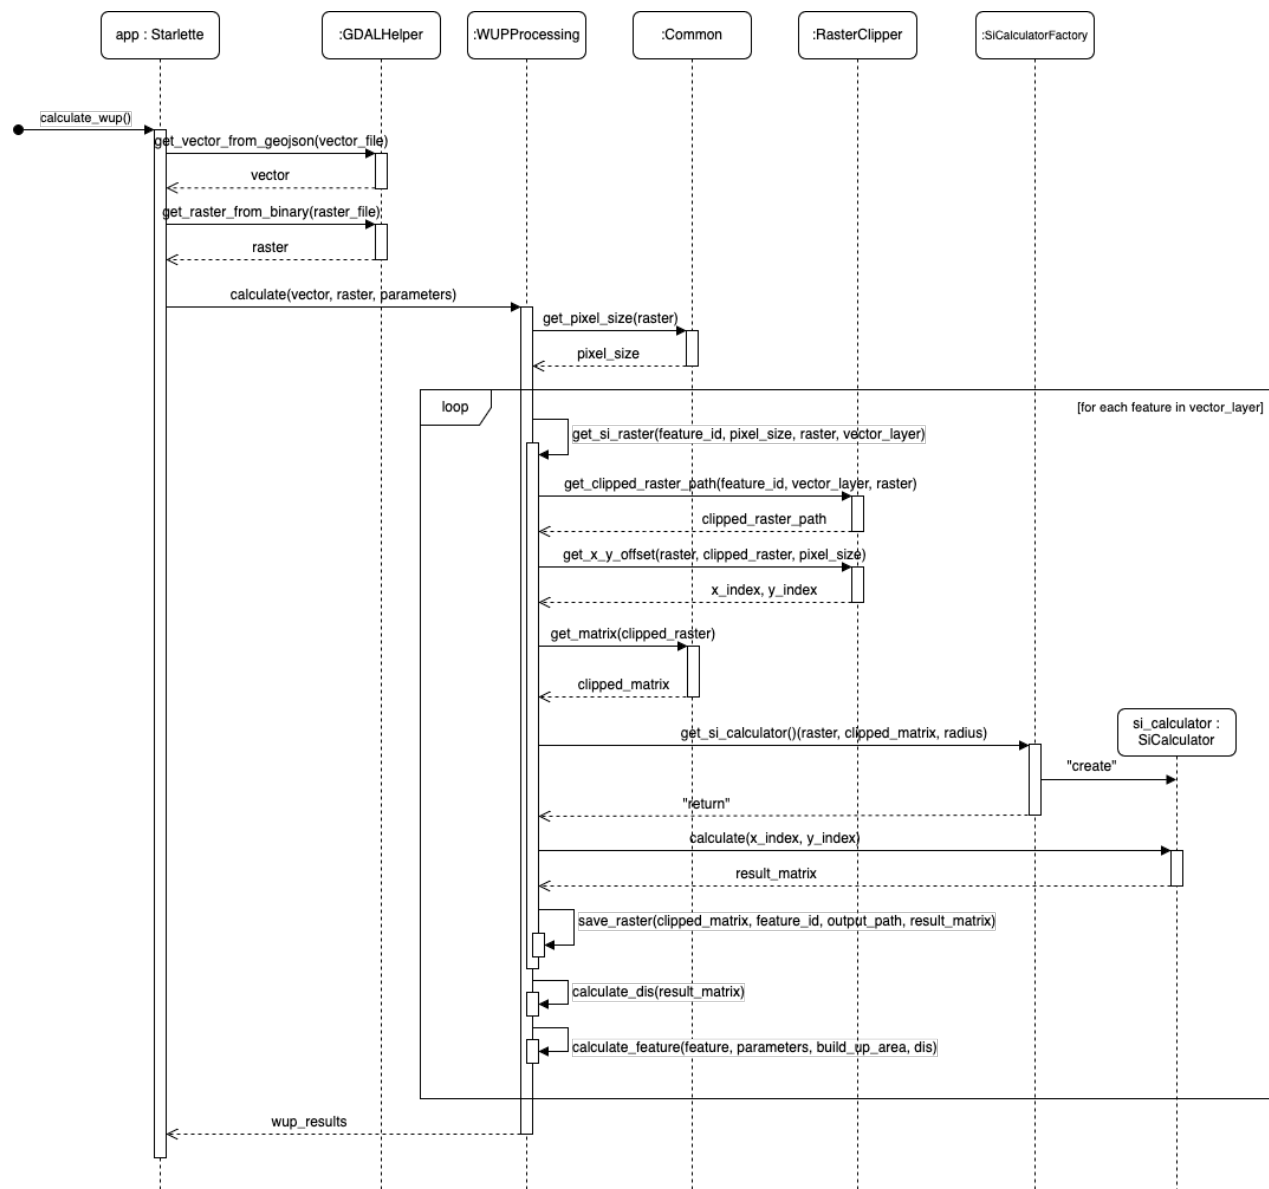 app : Starlette
:GDALHelper
:WUPProcessing
:Common
:RasterClipper
:SiCalculatorFactory
calculate_wup()
get_vector_from_geojson(vector_file)
vector
get_raster_from_binary(raster_file)
raster
calculate(vector, raster, parameters)
get_pixel_size(raster)
pixel_size
loop
[for each feature in vector_layer]
get_si_raster(feature_id, pixel_size, raster, vector_layer)
get_clipped_raster_path(feature_id, vector_layer, raster)
clipped_raster_path
get_x_y_offset(raster, clipped_raster, pixel_size)
x_index, y_index
get_matrix(clipped_raster)
clipped_matrix
si_calculator :
SiCalculator
get_si_calculator()(raster, clipped_matrix, radius)
"create"
"return"
calculate(x_index, y_index)
result_matrix
save_raster(clipped_matrix, feature_id, output_path, result_matrix)
calculate_dis(result_matrix)
calculate_feature(feature, parameters, build_up_area, dis)
wup_results